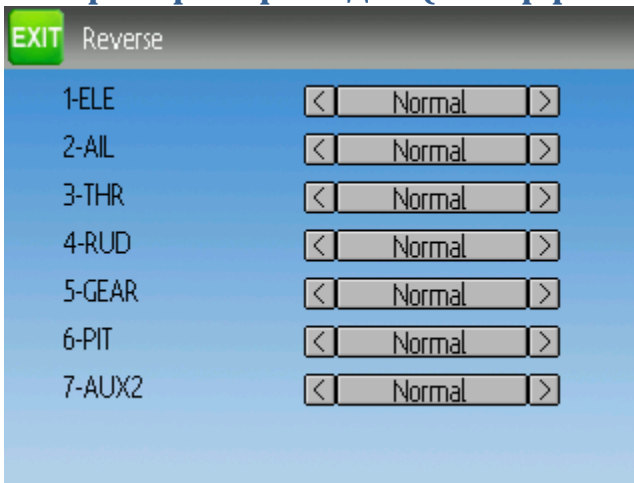 EXIT Reverse
1-ELE < Normal >
2-AIL < Normal >
3-THR < Normal >
4-RUD < Normal >
5-GEAR < Normal >
6-PIT < Normal >
7-AUX2 < Normal >